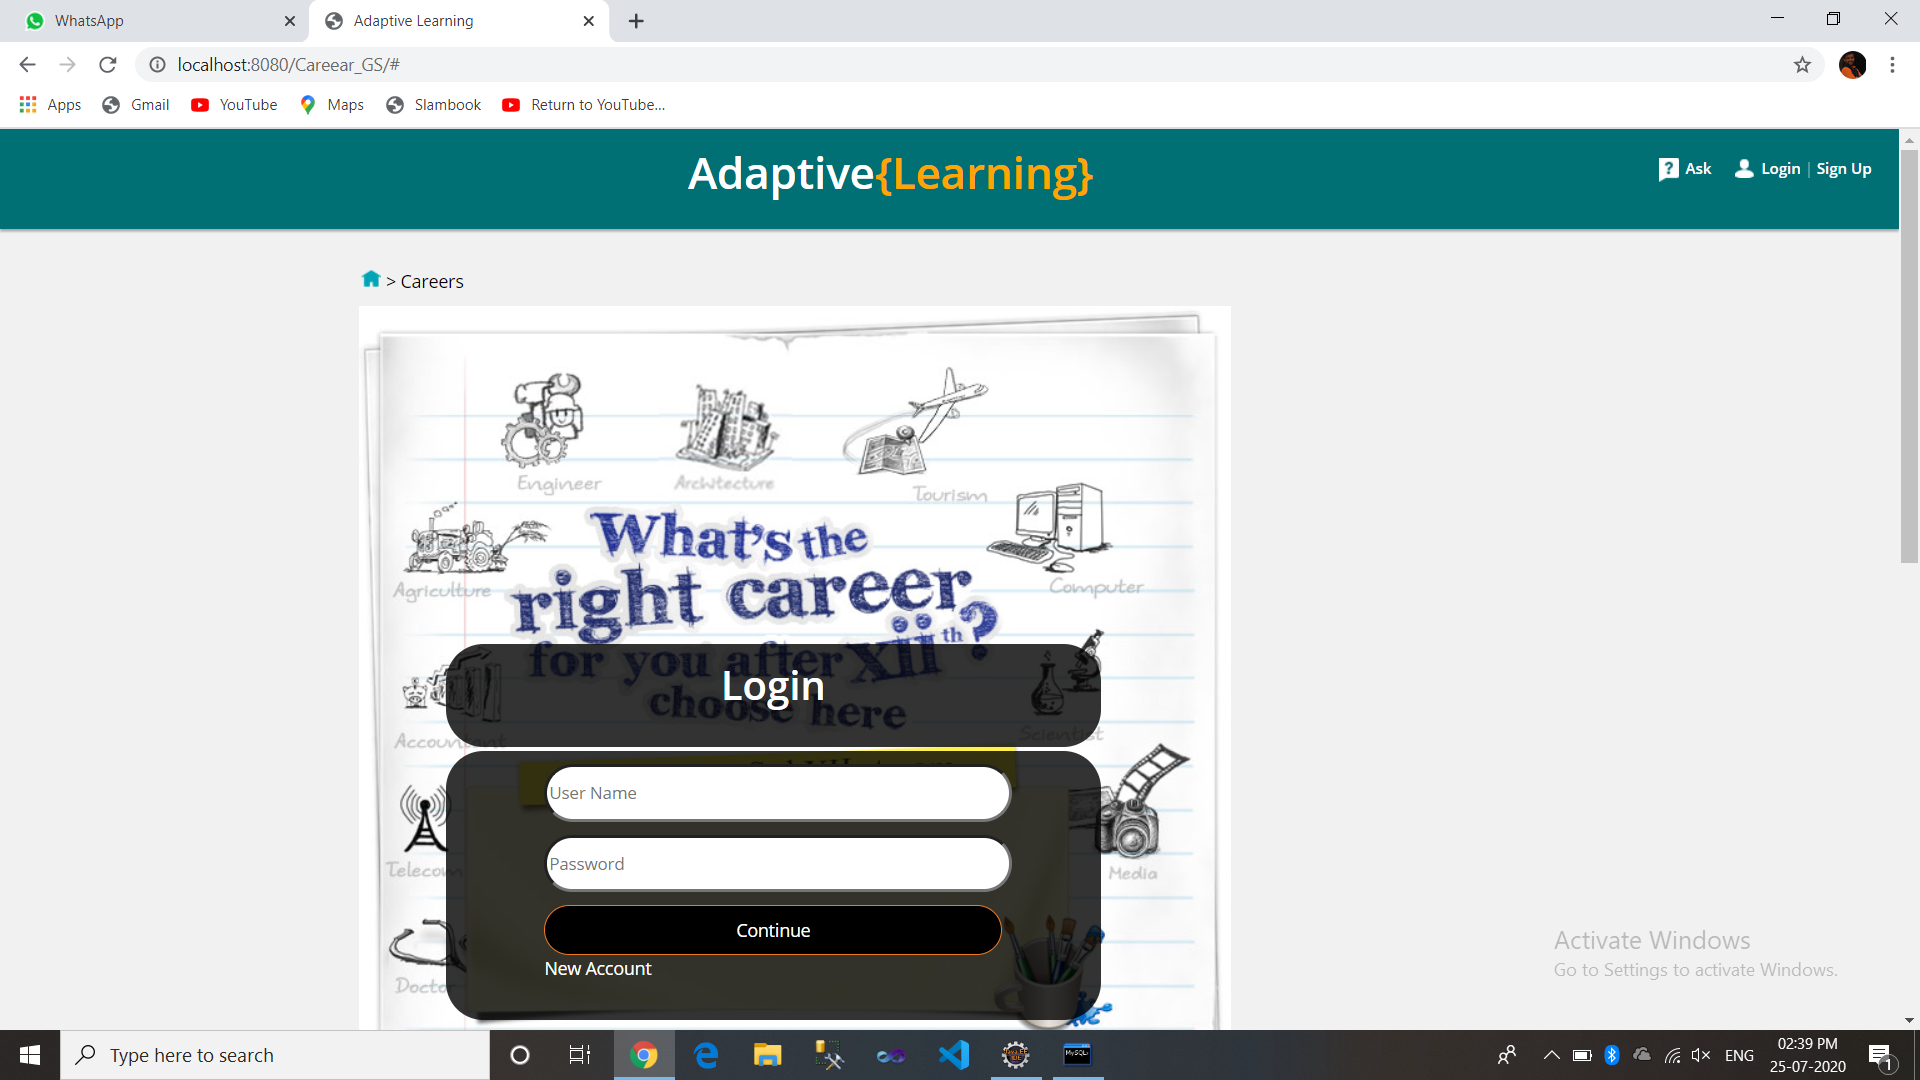 WhatsApp
Adaptive Learning
localhost:8080/Careear_GS/#
Apps
Gmail
YouTube
Maps
Slambook
Return to YouTube...
Adaptive{Learning}
? Ask
Login | Sign Up
> Careers
Engineer
Architecture
Tourism
What's the
Computer
Agriculture
right career
for you after XIIth?
Login
choose here
Accountant
Scientist
User Name
Password
Telecom
Media
Continue
New Account
Doctor
Activate Windows
Go to Settings to activate Windows.
Type here to search
MySQL
ENG
02:39 PM
25-07-2020
1